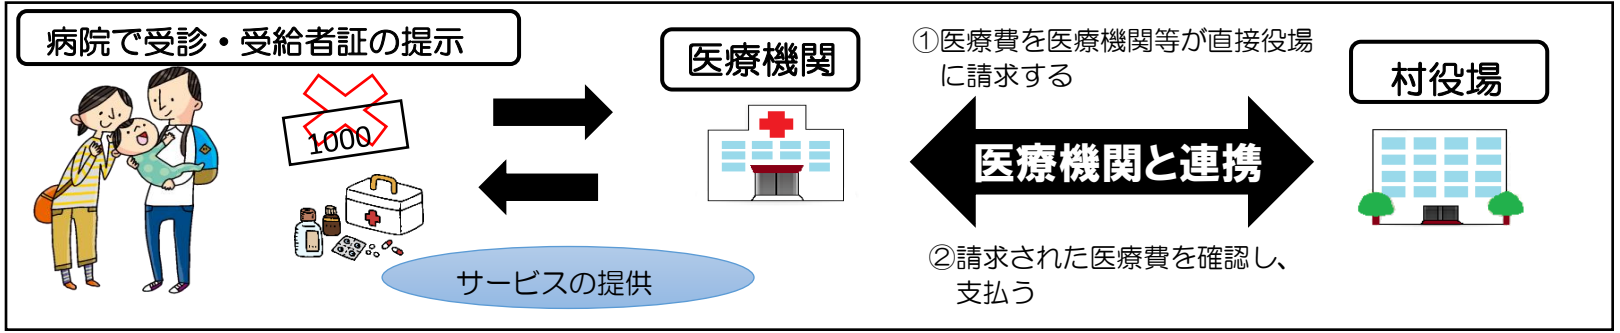 病院で受診・受給者証の提示
1000
サービスの提供
医療機関
①医療費を医療機関等が直接役場
に請求する
医療機関と連携
②請求された医療費を確認し、
支払う
村役場